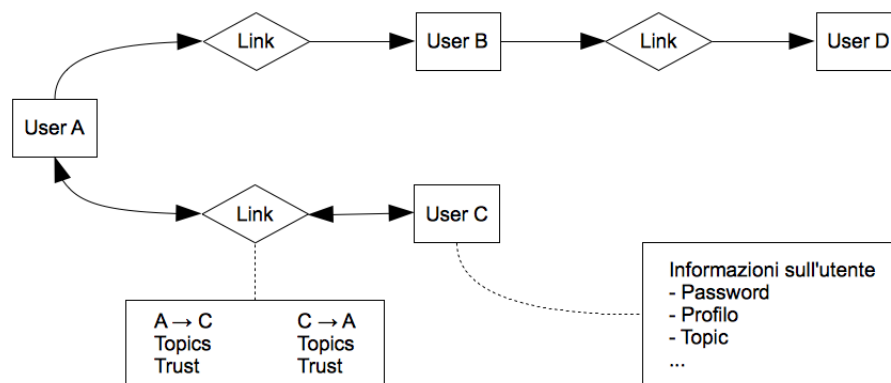 Link
User B
Link
User D
User A
Link
User C
Informazioni sull'utente
- Password
- Profilo
- Topic
...
A → C C → A
Topics Topics
Trust Trust